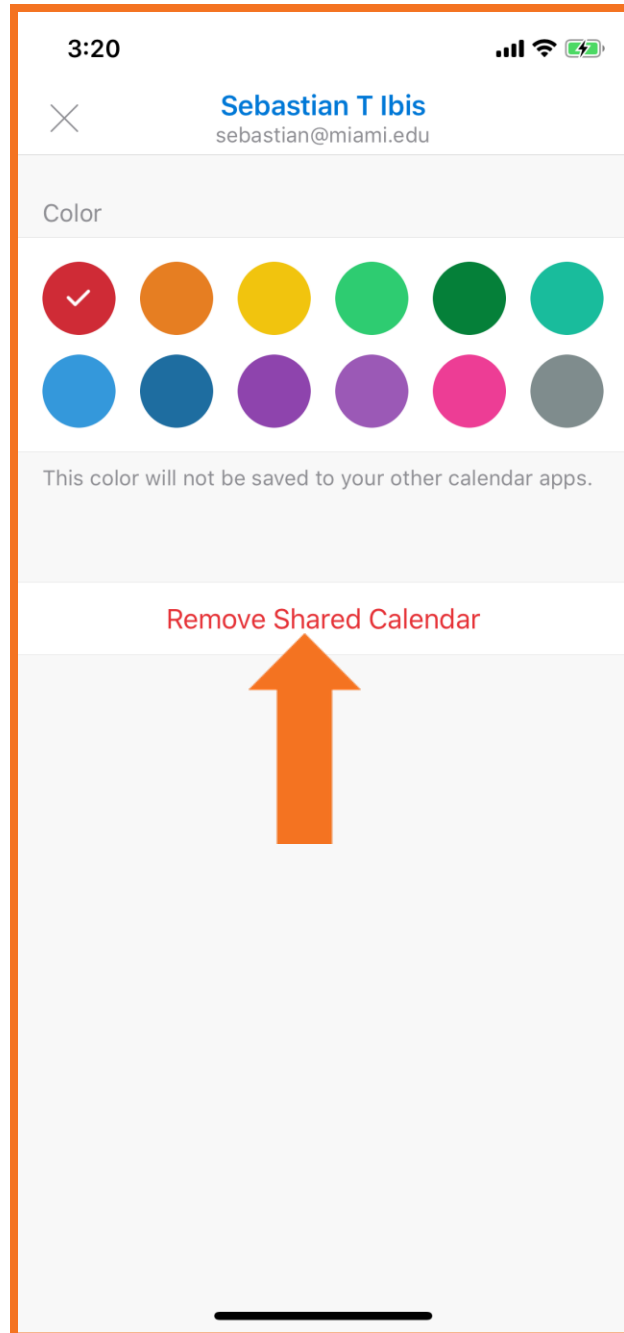 3:20
Sebastian T Ibis
sebastian@miami.edu
Color
This color will not be saved to your other calendar apps.
Remove Shared Calendar